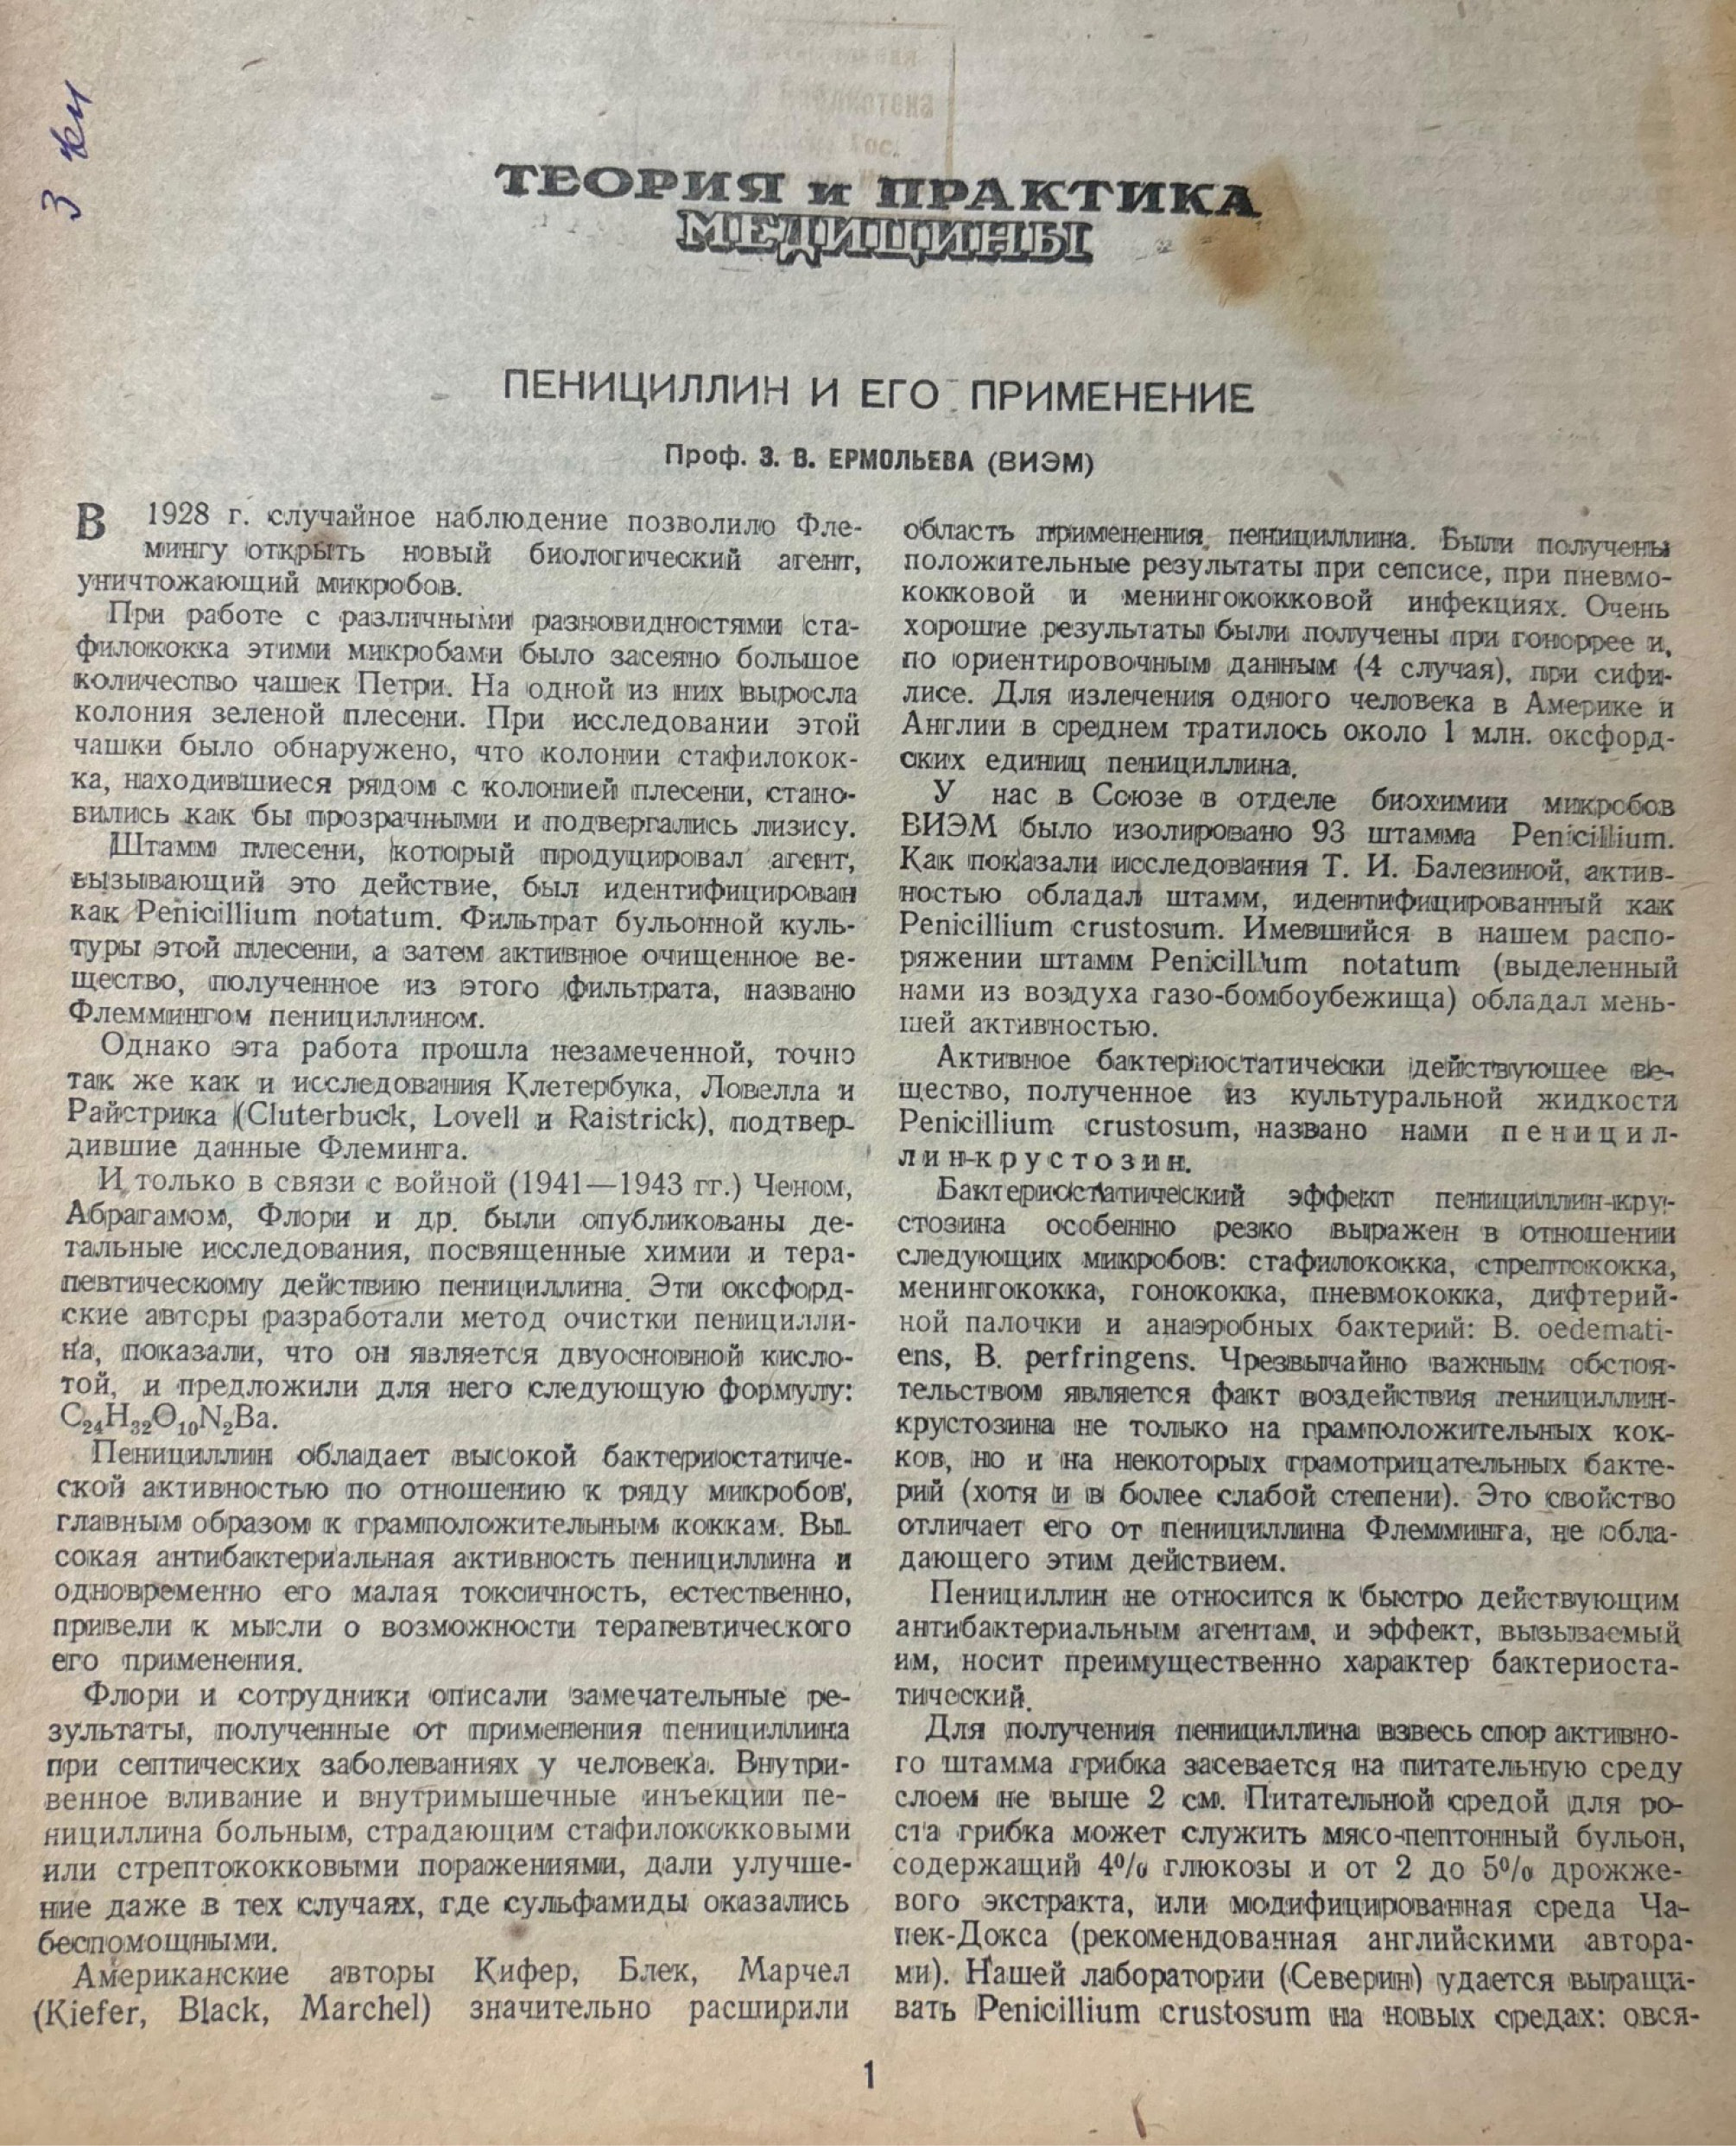 З кл
ТЕОРИЯ и ПРАКТИКА
МЕДИЦИНЫ
ПЕНИЦИЛЛИН И ЕГО ПРИМЕНЕНИЕ
Проф. З. В. ЕРМОЛЬЕВА (ВИЭМ)
В 1928 г. случайное наблюдение позволило Фле-
мингу открыть новый биологический агент,
уничтожающий микробов.
При работе с различными разновидностями ста-
филококка этими микробами было засеяно большое
количество чашек Петри. На одной из них выросла
колония зеленой плесени. При исследовании этой
чашки было обнаружено, что колонии стафилокок-
ка, находившиеся рядом с колонией плесени, стано-
вились как бы прозрачными и подвергались лизису.
Штамм плесени, который продуцировал агент,
вызывающий это действие, был идентифицирован
как Penicillium notatum. Фильтрат бульонной куль-
туры этой плесени, а затем активное очищенное ве-
щество, полученное из этого фильтрата, названо
Флеммингом пенициллином.
Однако эта работа прошла незамеченной, точно
так же как и исследования Клетербука, Ловелла и
Райстрика (Cluterbuck, Lovell и Raistrick), подтвер-
дившие данные Флеминга.
И только в связи с войной (1941—1943 гг.) Ченом,
Абрагамом, Флори и др. были опубликованы де-
тальные исследования, посвященные химии и тера-
певтическому действию пенициллина. Эти оксфорд-
ские авторы разработали метод очистки пеницилли-
на, показали, что он является двуосновной кисло-
той, и предложили для него следующую формулу:
C₂₄H₃₂O₁₀N₂Ba.
Пенициллин обладает высокой бактериостатиче-
ской активностью по отношению к ряду микробов,
главным образом к грамположительным коккам. Вы-
сокая антибактериальная активность пенициллина и
одновременно его малая токсичность, естественно,
привели к мысли о возможности терапевтического
его применения.
Флори и сотрудники описали замечательные ре-
зультаты, полученные от применения пенициллина
при септических заболеваниях у человека. Внутри-
венное вливание и внутримышечные инъекции пе-
нициллина больным, страдающим стафилококковыми
или стрептококковыми поражениями, дали улучше-
ние даже в тех случаях, где сульфамиды оказались
беспомощными.
Американские авторы Кифер, Блек, Марчел
(Kiefer, Black, Marchel) значительно расширили
область применения пенициллина. Были получены
положительные результаты при сепсисе, при пневмо-
кокковой и менингококковой инфекциях. Очень
хорошие результаты были получены при гоноррее и,
по ориентировочным данным (4 случая), при сифи-
лисе. Для излечения одного человека в Америке и
Англии в среднем тратилось около 1 млн. оксфорд-
ских единиц пенициллина.
У нас в Союзе в отделе биохимии микробов
ВИЭМ было изолировано 93 штамма Penicillium.
Как показали исследования Т. И. Балезиной, актив-
ностью обладал штамм, идентифицированный как
Penicillium crustosum. Имевшийся в нашем распо-
ряжении штамм Penicillium notatum (выделенный
нами из воздуха газо-бомбоубежища) обладал мень-
шей активностью.
Активное бактериостатически действующее ве-
щество, полученное из культуральной жидкости
Penicillium crustosum, названо нами пеницил-
лин-крустозин.
Бактериостатический эффект пенициллин-кру-
стозина особенно резко выражен в отношении
следующих микробов: стафилококка, стрептококка,
менингококка, гонококка, пневмококка, дифтерий-
ной палочки и анаэробных бактерий: B. oedemati-
ens, B. perfringens. Чрезвычайно важным обстоя-
тельством является факт воздействия пенициллин-
крустозина не только на грамположительных кок-
ков, но и на некоторых грамотрицательных бакте-
рий (хотя и в более слабой степени). Это свойство
отличает его от пенициллина Флемминга, не обла-
дающего этим действием.
Пенициллин не относится к быстро действующим
антибактериальным агентам, и эффект, вызываемый
им, носит преимущественно характер бактериоста-
тический.
Для получения пенициллина взвесь спор активно-
го штамма грибка засевается на питательную среду
слоем не выше 2 см. Питательной средой для ро-
ста грибка может служить мясо-пептонный бульон,
содержащий 4% глюкозы и от 2 до 5% дрожже-
вого экстракта, или модифицированная среда Ча-
пек-Докса (рекомендованная английскими автора-
ми). Нашей лаборатории (Северин) удается выращи-
вать Penicillium crustosum на новых средах: овся-
1